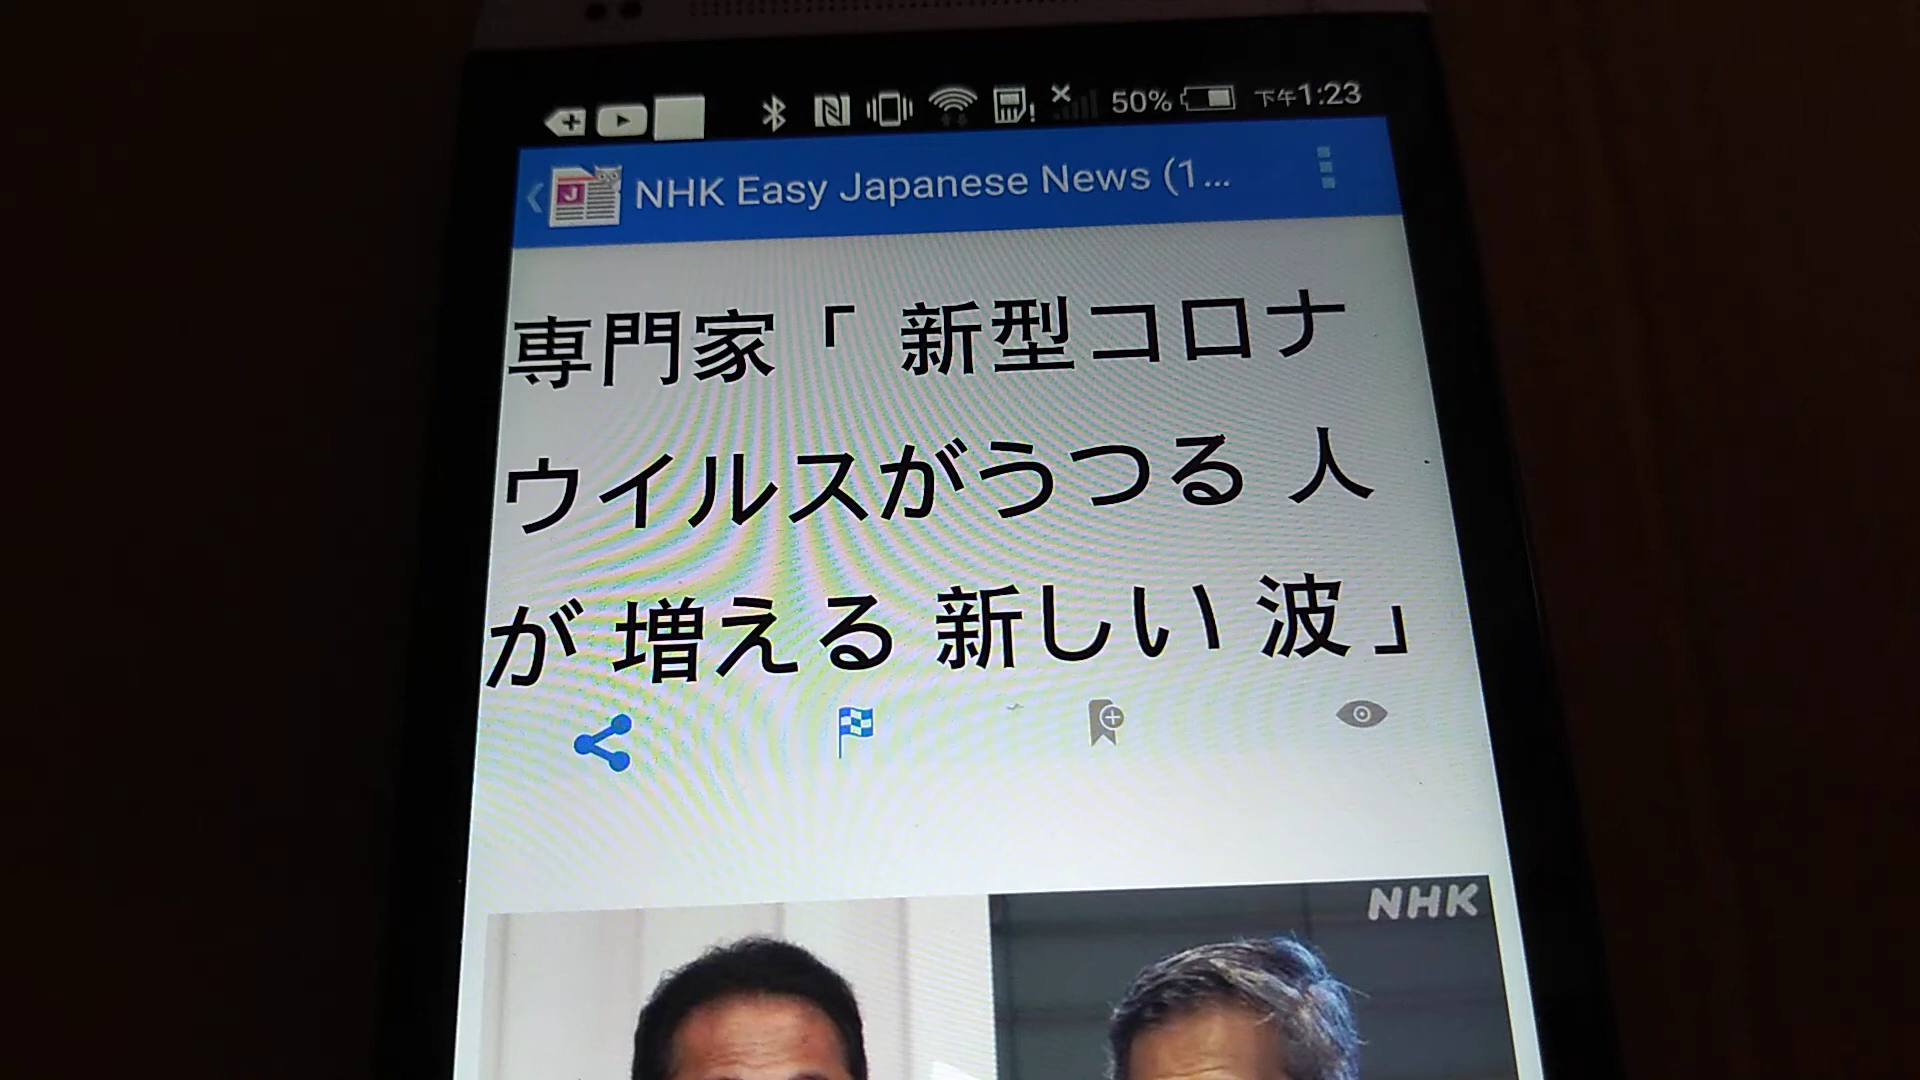 50% 下午1:23
NHK Easy Japanese News (1...
専門家「 新型コロナ
ウイルスがうつる 人
が 増える 新しい 波」
NHK